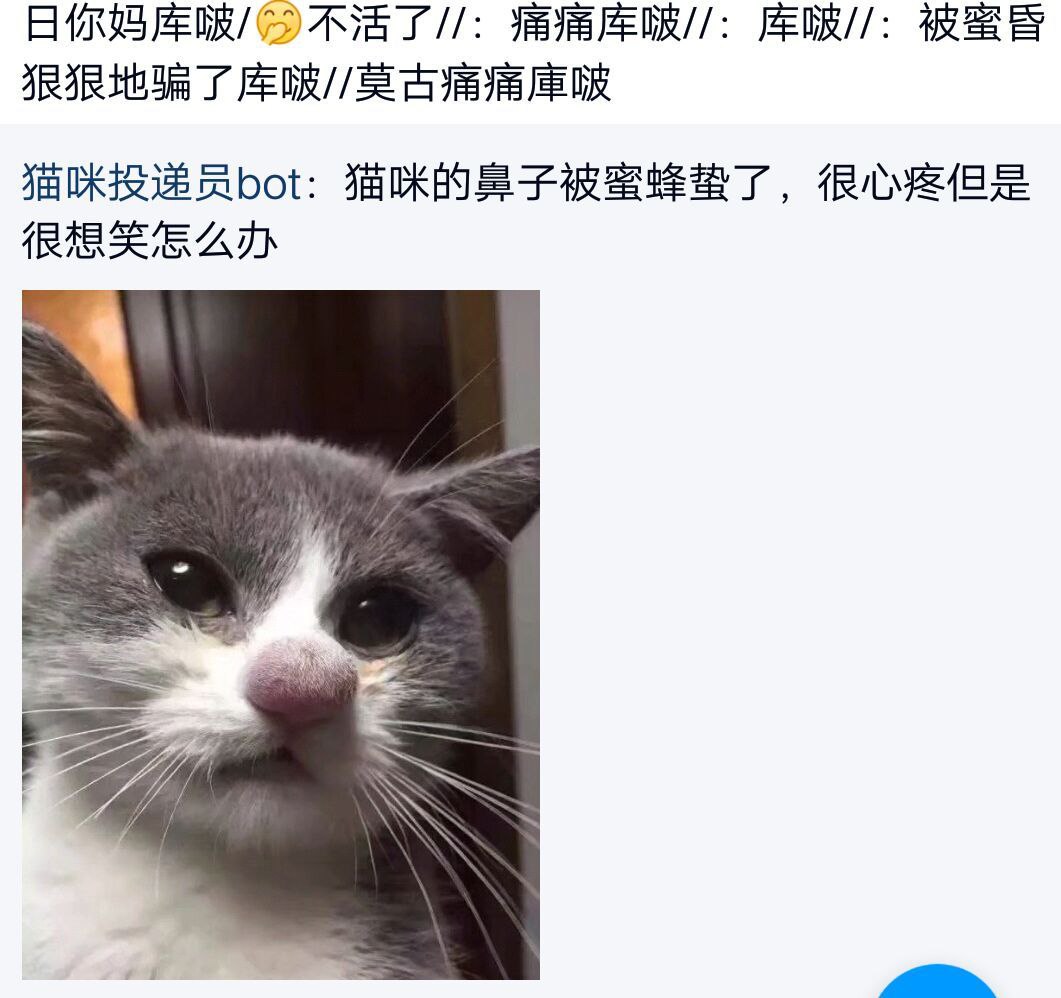 日你妈库啵/🤭不活了//：痛痛库啵//：库啵//：被蜜昏
狠狠地骗了库啵//莫古痛痛庫啵
猫咪投递员bot：猫咪的鼻子被蜜蜂蛰了，很心疼但是
很想笑怎么办